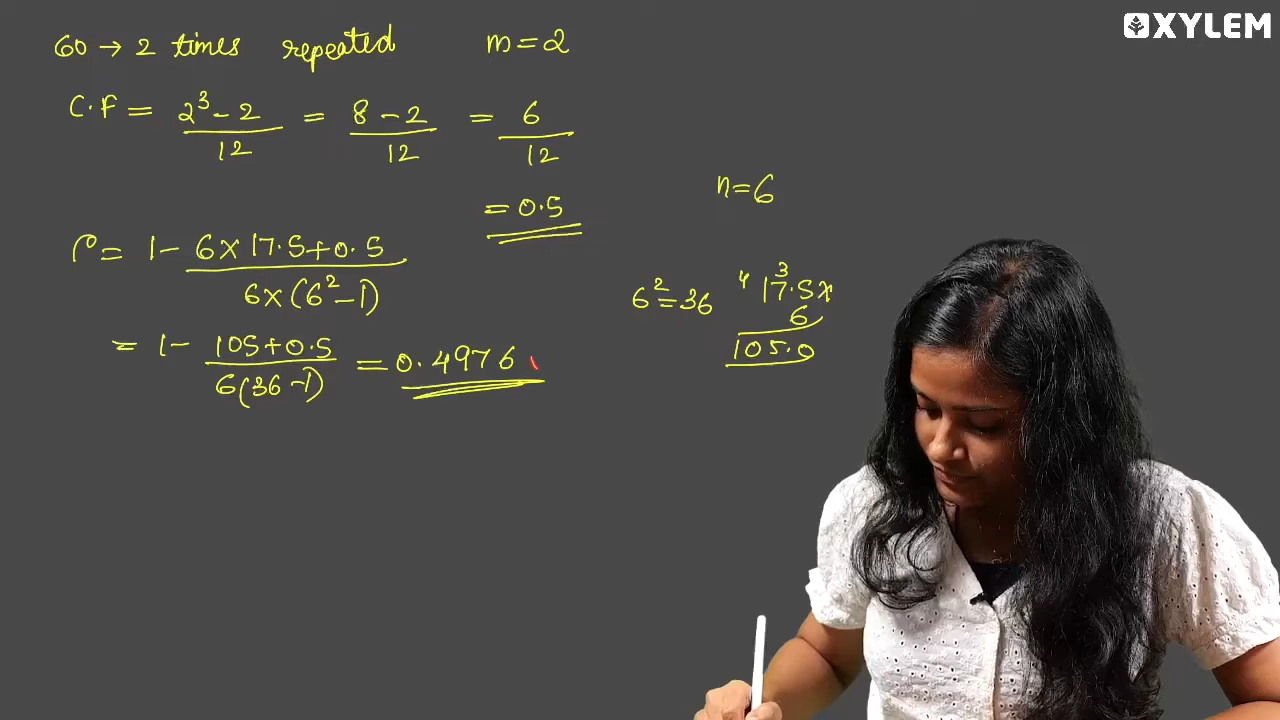 XYLEM
60 → 2 times repeated m = 2
C.F = 2³ - 2 / 12 = 8 - 2 / 12 = 6 / 12
= 0.5
n = 6
ρ = 1 - 6 × 17.5 + 0.5 / 6 × (6² - 1)
6² = 36
4 3
17.5 ×
6
105.0
= 1 - 105 + 0.5 / 6(36 - 1) = 0.4976